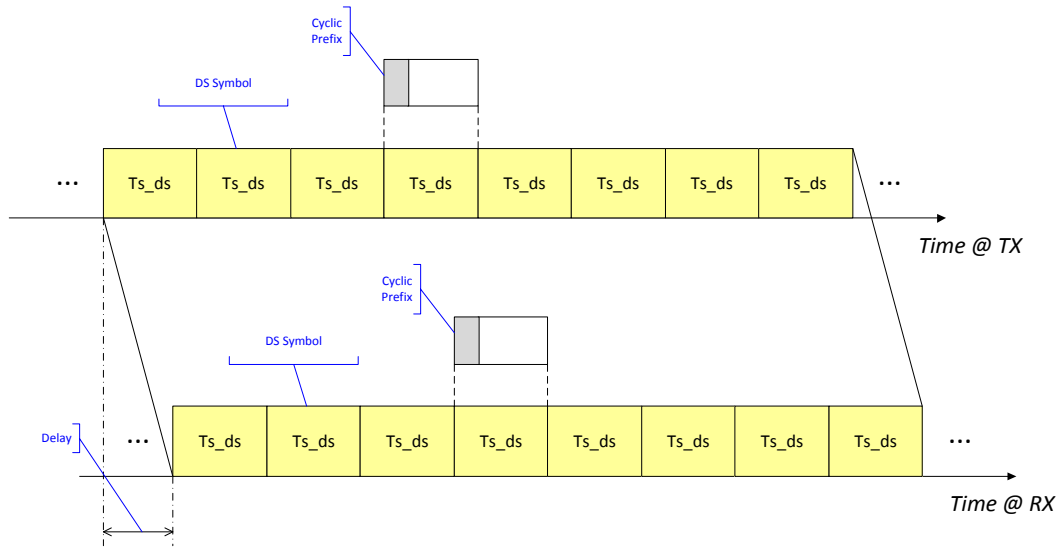 Cyclic
Prefix
DS Symbol
... Ts_ds Ts_ds Ts_ds Ts_ds Ts_ds Ts_ds Ts_ds Ts_ds ...
Time @ TX
Cyclic
Prefix
DS Symbol
Delay
... Ts_ds Ts_ds Ts_ds Ts_ds Ts_ds Ts_ds Ts_ds Ts_ds ...
Time @ RX